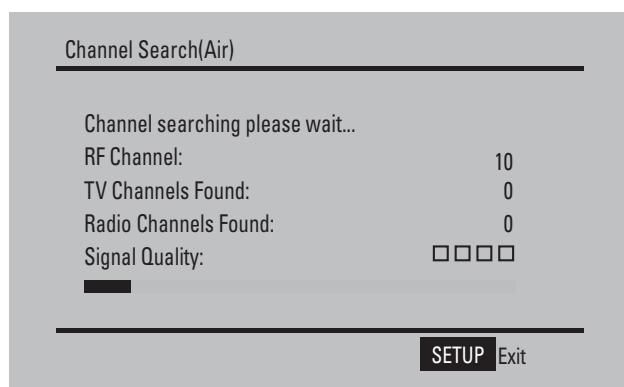 Channel Search(Air)
Channel searching please wait...
RF Channel: 10
TV Channels Found: 0
Radio Channels Found: 0
Signal Quality: □□□□
SETUP Exit